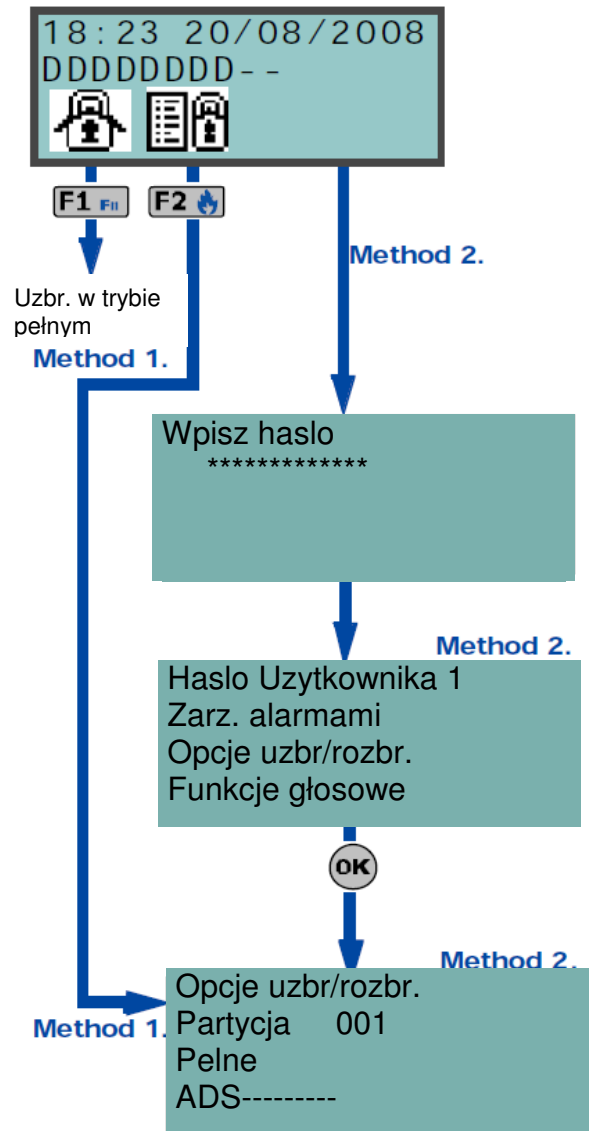 18:23 20/08/2008
DDDDDDDD--
F1 FII
F2
Method 2.
Uzbr. w trybie
pełnym
Method 1.
Wpisz haslo
*************
Method 2.
Haslo Uzytkownika 1
Zarz. alarmami
Opcje uzbr/rozbr.
Funkcje głosowe
OK
Method 2.
Opcje uzbr/rozbr.
Method 1.
Partycja 001
Pelne
ADS---------